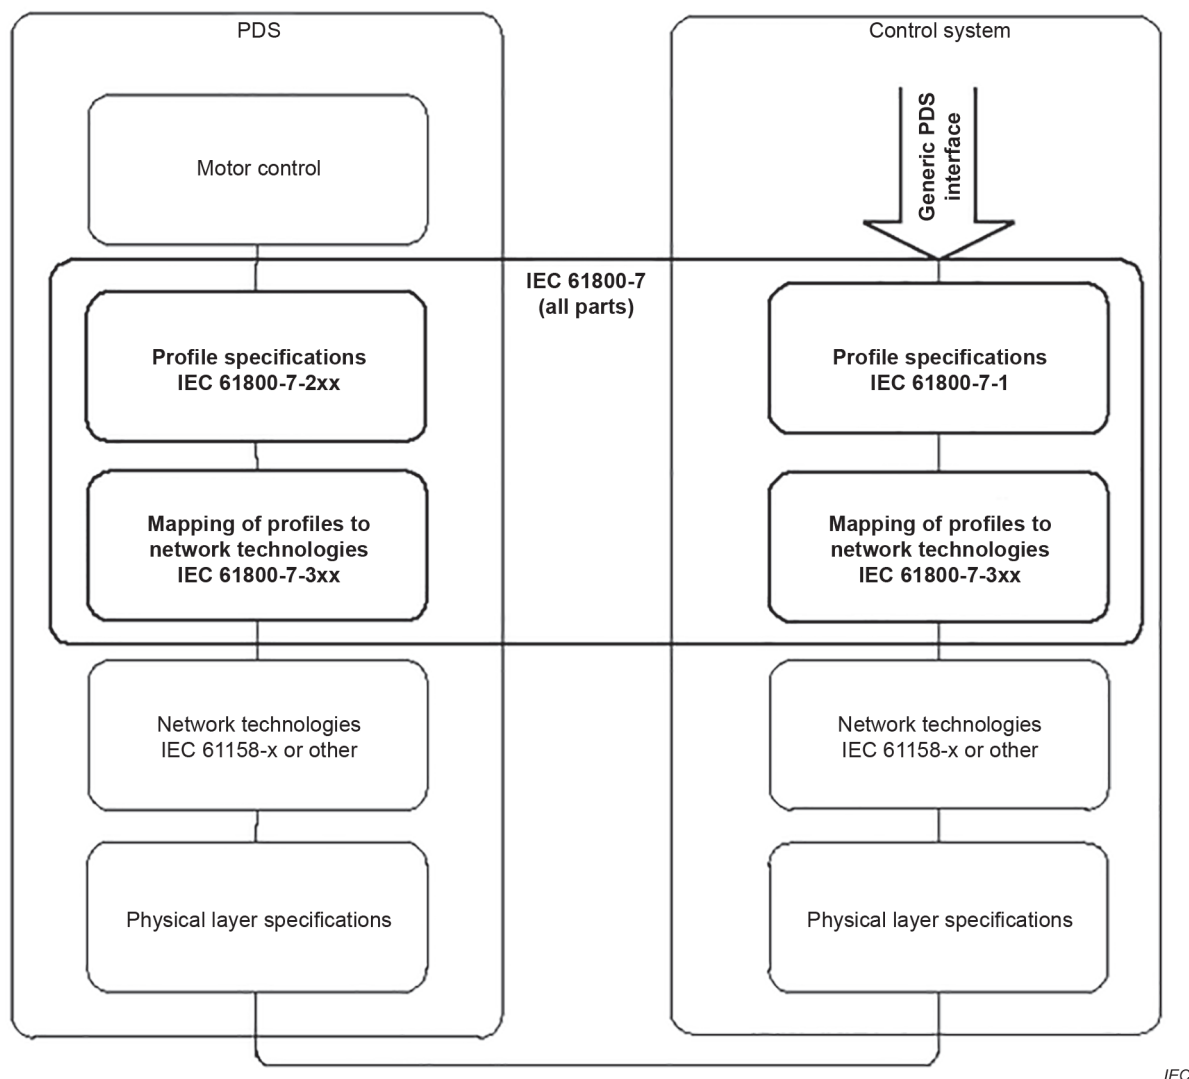 PDS
Motor control
Profile specifications
IEC 61800-7-2xx
Mapping of profiles to
network technologies
IEC 61800-7-3xx
Network technologies
IEC 61158-x or other
Physical layer specifications
IEC 61800-7
(all parts)
Control system
Generic PDS
interface
Profile specifications
IEC 61800-7-1
Mapping of profiles to
network technologies
IEC 61800-7-3xx
Network technologies
IEC 61158-x or other
Physical layer specifications
IEC